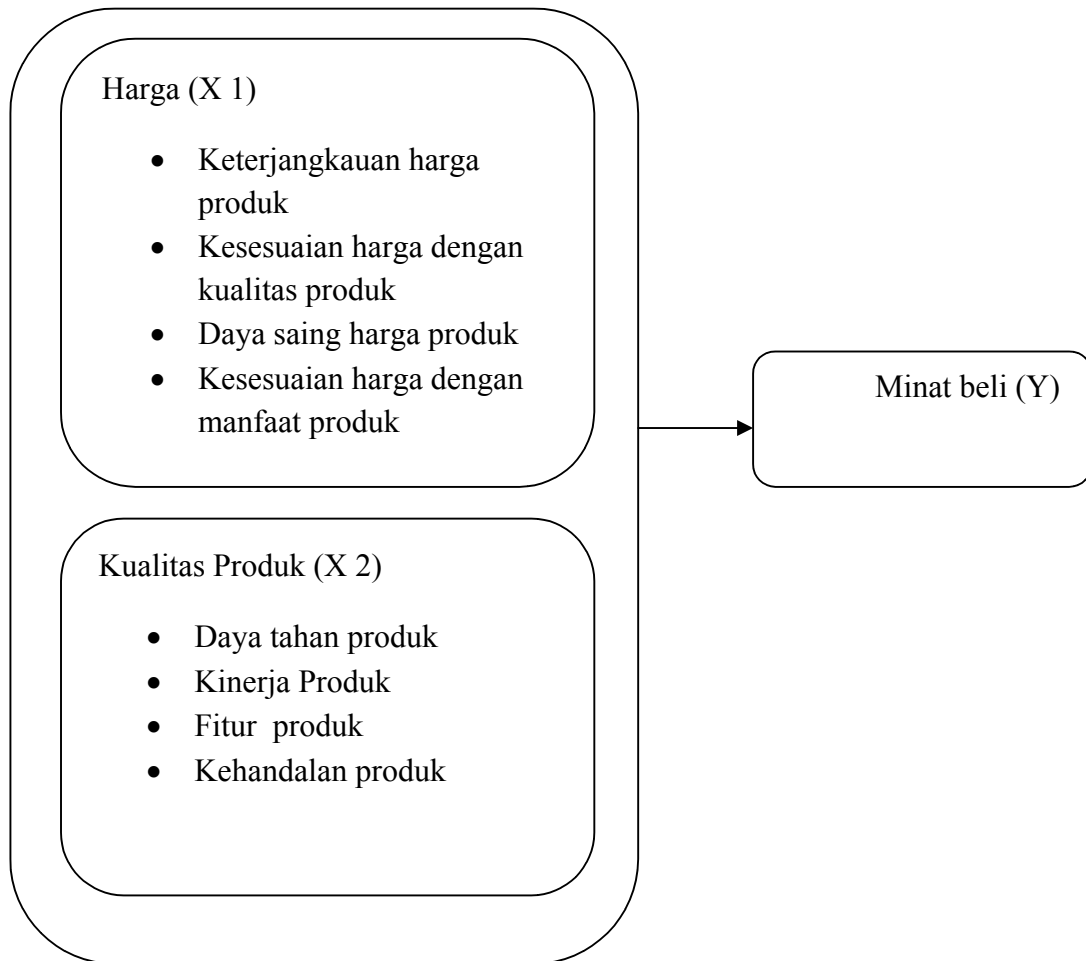 Harga (X 1)
• Keterjangkauan harga
produk
• Kesesuaian harga dengan
kualitas produk
• Daya saing harga produk
• Kesesuaian harga dengan
manfaat produk
Minat beli (Y)
Kualitas Produk (X 2)
• Daya tahan produk
• Kinerja Produk
• Fitur  produk
• Kehandalan produk